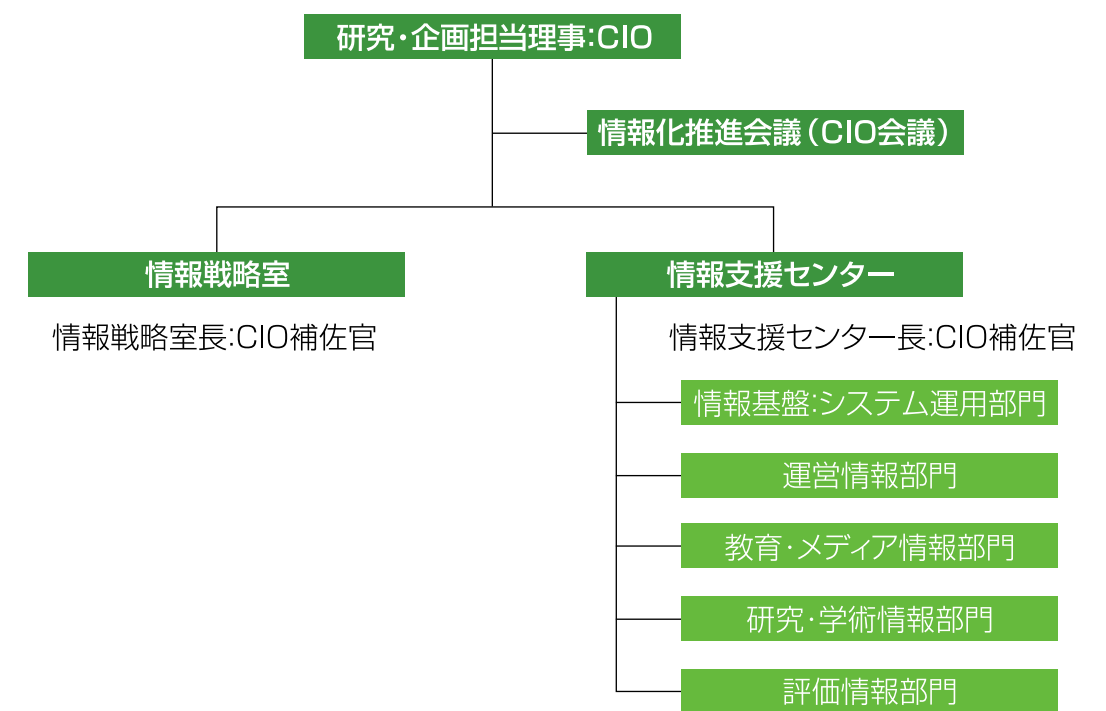 研究・企画担当理事:CIO
情報化推進会議(CIO会議)
情報戦略室
情報戦略室長:CIO補佐官
情報支援センター
情報支援センター長:CIO補佐官
情報基盤:システム運用部門
運営情報部門
教育・メディア情報部門
研究・学術情報部門
評価情報部門